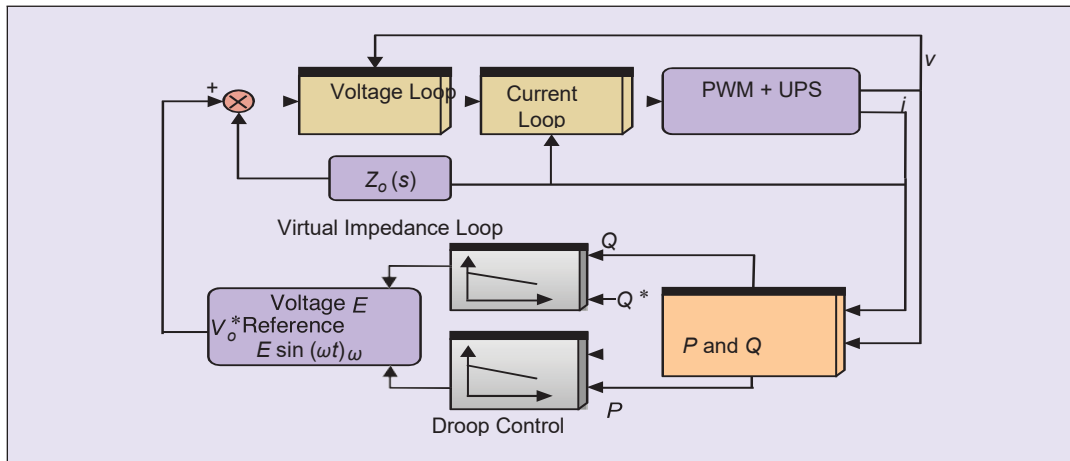 v
+
Voltage Loop
Current
Loop
PWM + UPS
i
Zo (s)
Virtual Impedance Loop
Q
Q*
Voltage E
Vo* Reference
E sin (ωt) ω
P and Q
P
Droop Control